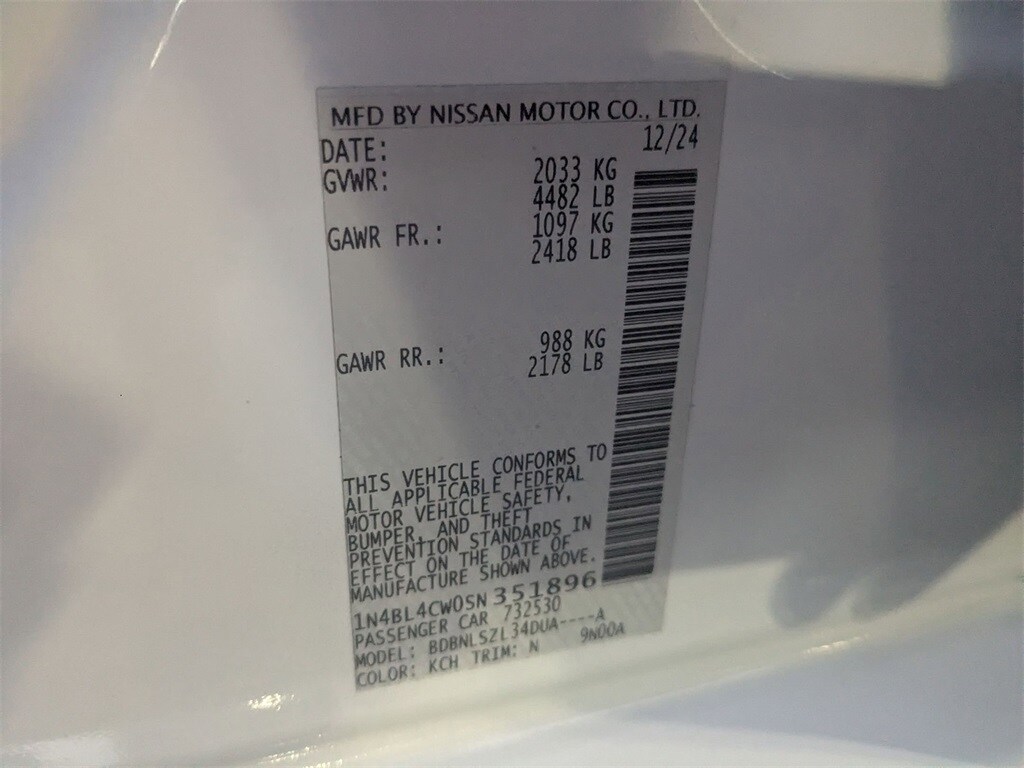 MFD BY NISSAN MOTOR CO., LTD.
DATE: 12/24
GVWR: 2033 KG
4482 LB
GAWR FR.: 1097 KG
2418 LB
GAWR RR.: 988 KG
2178 LB
THIS VEHICLE CONFORMS TO
ALL APPLICABLE FEDERAL
MOTOR VEHICLE SAFETY,
BUMPER, AND THEFT
PREVENTION STANDARDS IN
EFFECT ON THE DATE OF
MANUFACTURE SHOWN ABOVE.
1N4BL4CW0SN351896
PASSENGER CAR 732530
MODEL: BDBNLSZL34DUA----A
COLOR: KCH TRIM: N 9N00A